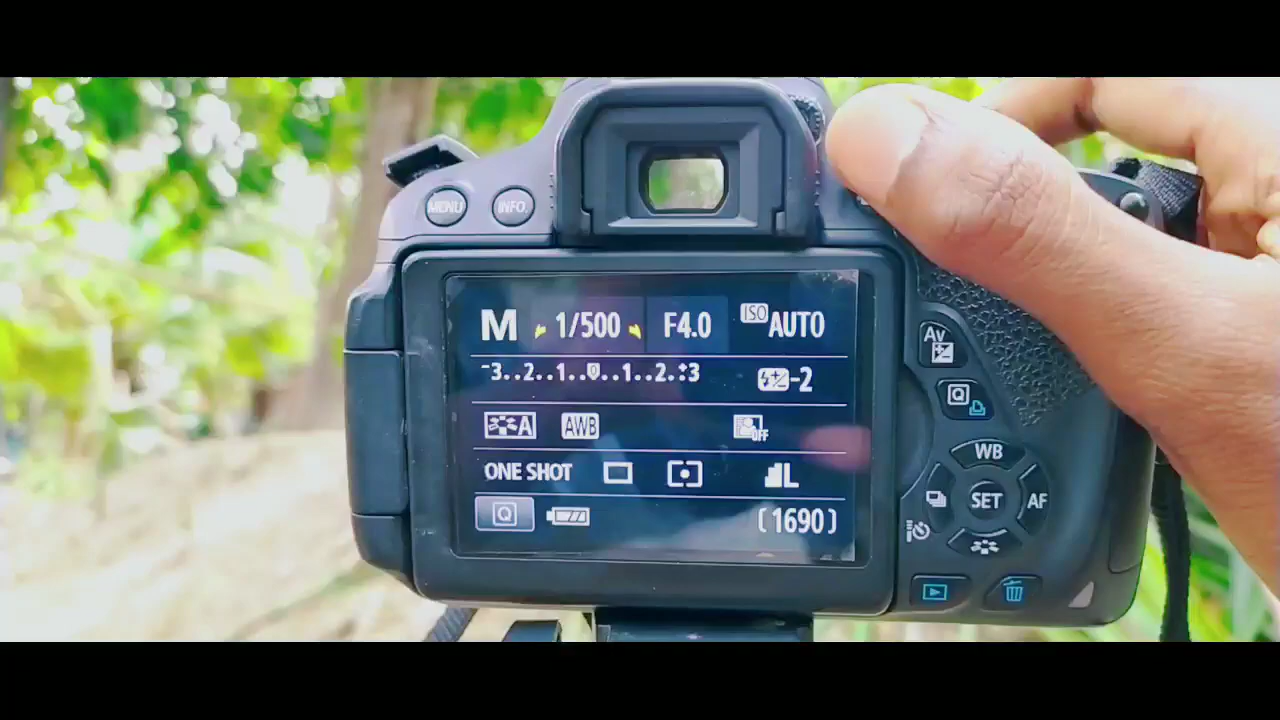 MENU INFO.
M 1/500 F4.0 ISO AUTO
-3..2..1..0..1..2.:+3 -2
A AWB OFF
ONE SHOT L
Q [1690]
Av
Q
WB
SET
AF